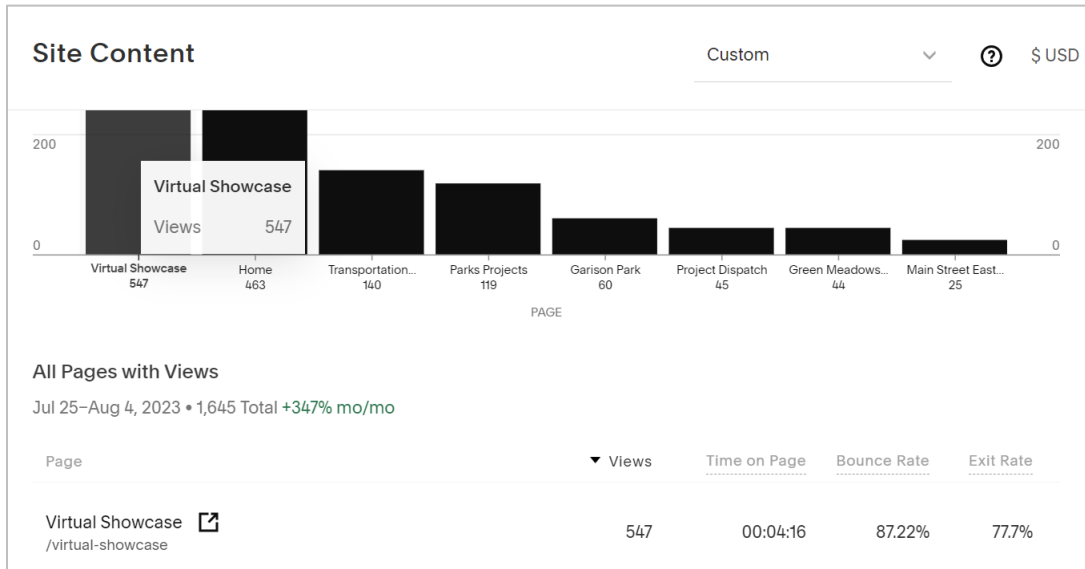 Site Content
Custom
? $ USD
200 200
Virtual Showcase
Views 547
0 0
Virtual Showcase Home Transportation... Parks Projects Garison Park Project Dispatch Green Meadows... Main Street East...
547 463 140 119 60 45 44 25
PAGE
All Pages with Views
Jul 25–Aug 4, 2023 • 1,645 Total +347% mo/mo
Page Views Time on Page Bounce Rate Exit Rate
Virtual Showcase 547 00:04:16 87.22% 77.7%
/virtual-showcase